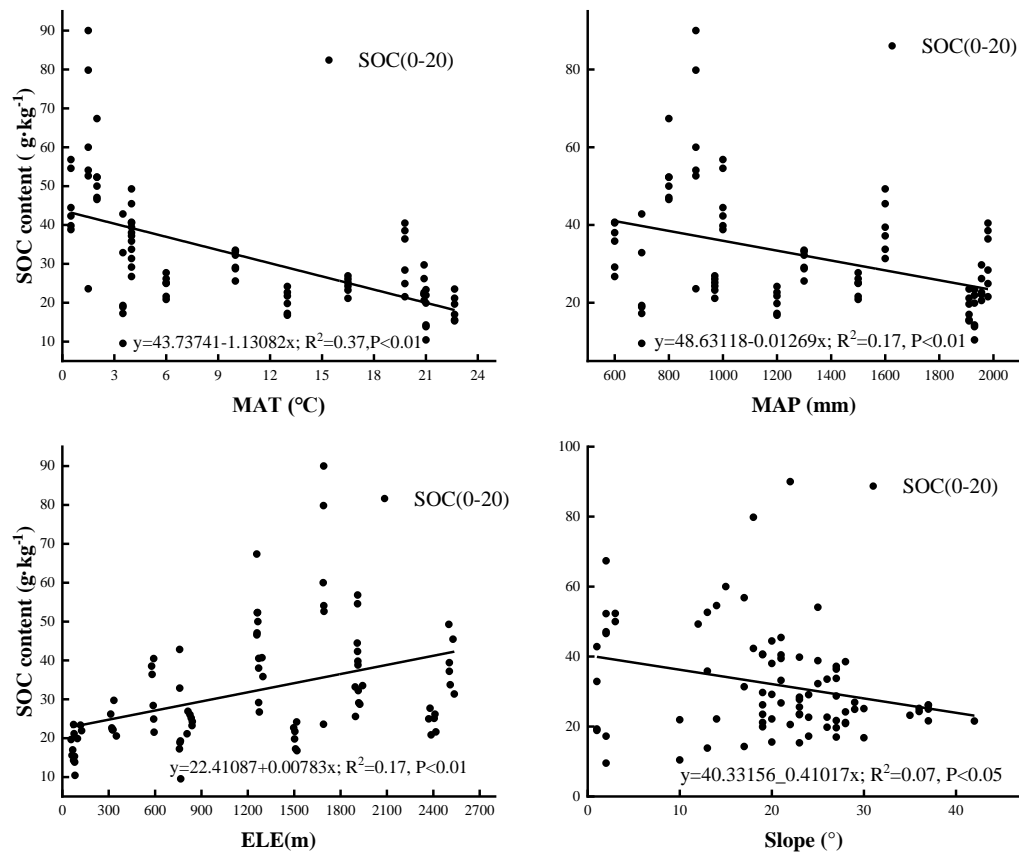 SOC(0-20)
90
80
70
60
50
40
30
20
10
SOC content ( g·kg⁻¹)
y=43.73741-1.13082x; R²=0.37,P<0.01
0 3 6 9 12 15 18 21 24
MAT (°C)
SOC(0-20)
90
80
70
60
50
40
30
20
10
y=48.63118-0.01269x; R²=0.17, P<0.01
600 800 1000 1200 1400 1600 1800 2000
MAP (mm)
SOC(0-20)
90
80
70
60
50
40
30
20
10
SOC content (g·kg⁻¹)
y=22.41087+0.00783x; R²=0.17, P<0.01
0 300 600 900 1200 1500 1800 2100 2400 2700
ELE(m)
SOC(0-20)
100
80
60
40
20
0
y=40.33156_0.41017x; R²=0.07, P<0.05
0 10 20 30 40
Slope (°)